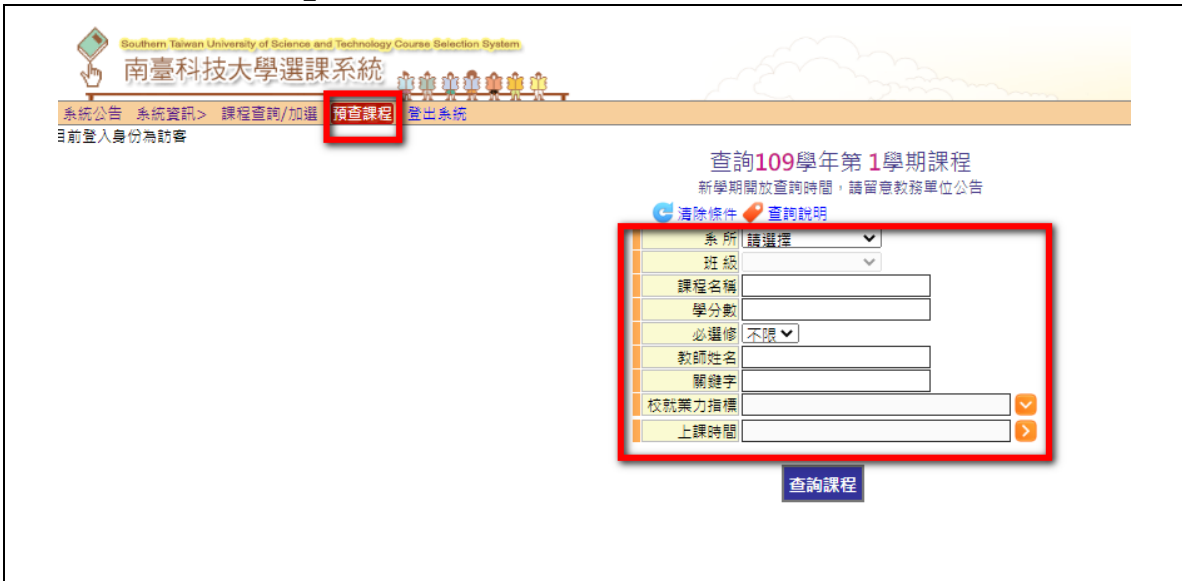 Southern Taiwan University of Science and Technology Course Selection System
南臺科技大學選課系統
系統公告 系統資訊> 課程查詢/加選 預查課程 登出系統
目前登入身份為訪客
查詢109學年第 1學期課程
新學期開放查詢時間，請留意教務單位公告
清除條件 查詢說明
系 所 請選擇
班 級
課程名稱
學分數
必選修 不限
教師姓名
關鍵字
校就業力指標
上課時間
查詢課程